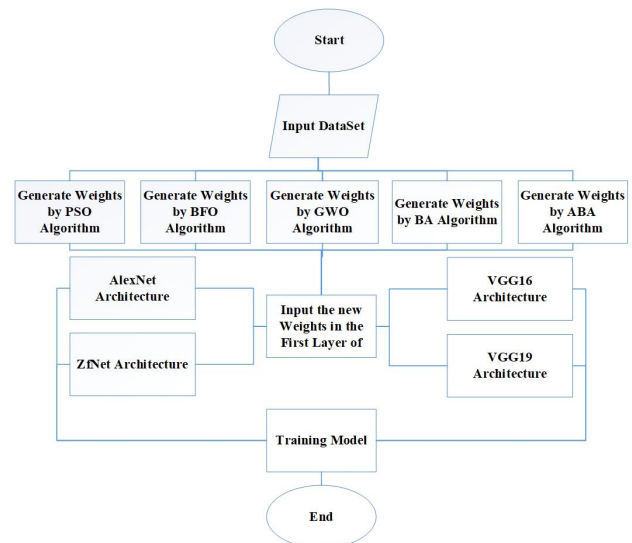 Start
Input DataSet
Generate Weights
by PSO
Algorithm
Generate Weights
by BFO
Algorithm
Generate Weights
by GWO
Algorithm
Generate Weights
by BA Algorithm
Generate Weights
by ABA
Algorithm
AlexNet
Architecture
ZfNet Architecture
Input the new
Weights in the
First Layer of
VGG16
Architecture
VGG19
Architecture
Training Model
End